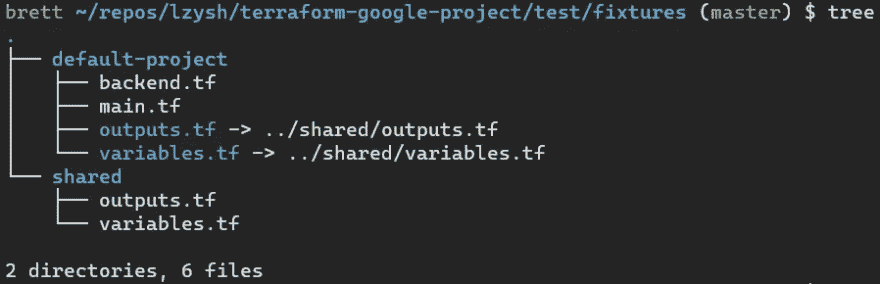 brett ~/repos/lzysh/terraform-google-project/test/fixtures (master) $ tree
.
├── default-project
│   ├── backend.tf
│   ├── main.tf
│   ├── outputs.tf -> ../shared/outputs.tf
│   └── variables.tf -> ../shared/variables.tf
└── shared
    ├── outputs.tf
    └── variables.tf

2 directories, 6 files